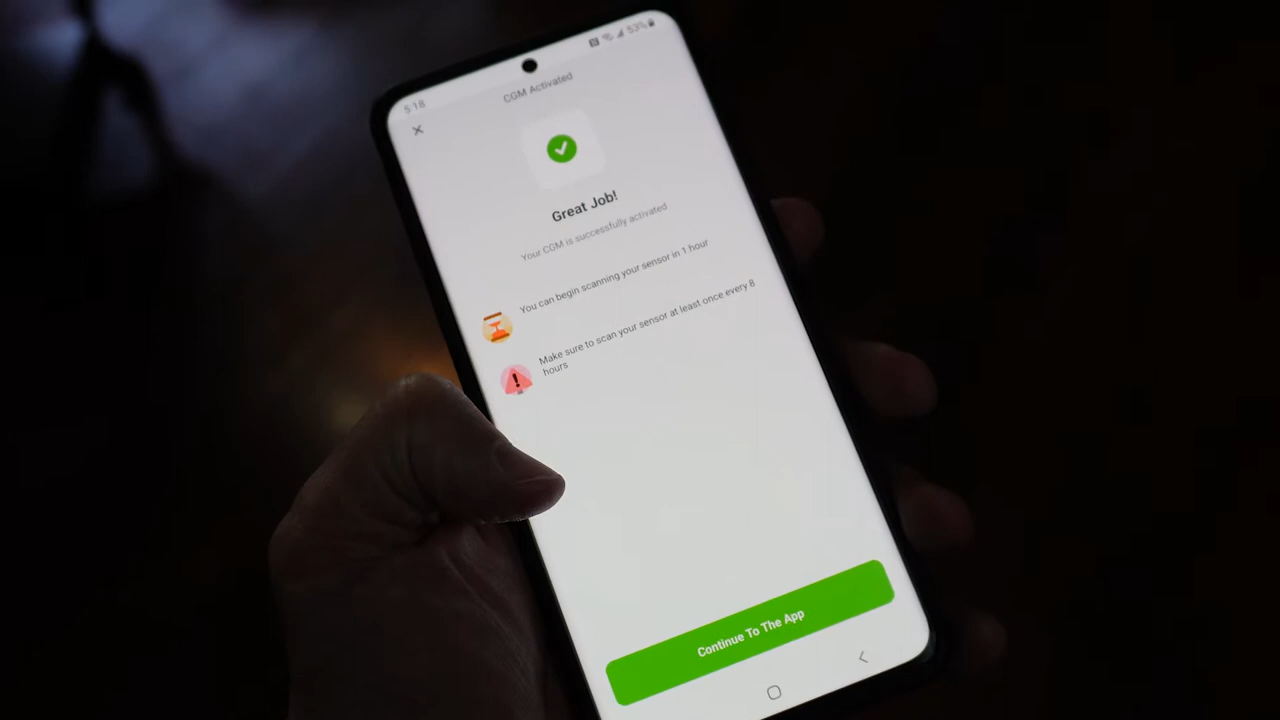 5:18
53%
CGM Activated
Great Job!
Your CGM is successfully activated
You can begin scanning your sensor in 1 hour
Make sure to scan your sensor at least once every 8
hours
Continue To The App